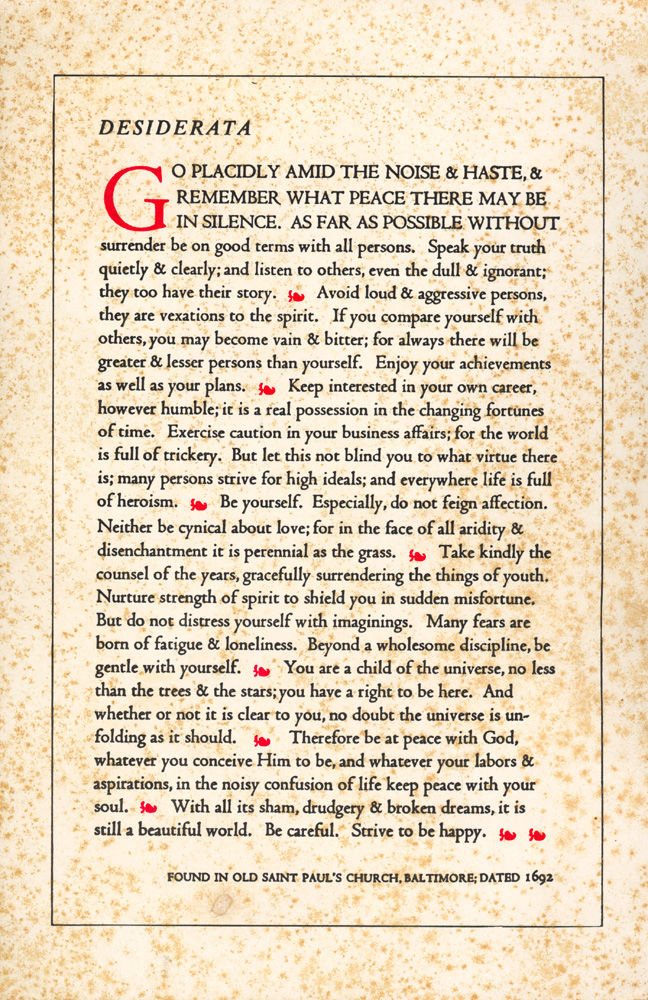 DESIDERATA
GO PLACIDLY AMID THE NOISE & HASTE, &
REMEMBER WHAT PEACE THERE MAY BE
IN SILENCE. AS FAR AS POSSIBLE WITHOUT
surrender be on good terms with all persons. Speak your truth
quietly & clearly; and listen to others, even the dull & ignorant;
they too have their story. Avoid loud & aggressive persons,
they are vexations to the spirit. If you compare yourself with
others, you may become vain & bitter; for always there will be
greater & lesser persons than yourself. Enjoy your achievements
as well as your plans. Keep interested in your own career,
however humble; it is a real possession in the changing fortunes
of time. Exercise caution in your business affairs; for the world
is full of trickery. But let this not blind you to what virtue there
is; many persons strive for high ideals; and everywhere life is full
of heroism. Be yourself. Especially, do not feign affection.
Neither be cynical about love; for in the face of all aridity &
disenchantment it is perennial as the grass. Take kindly the
counsel of the years, gracefully surrendering the things of youth.
Nurture strength of spirit to shield you in sudden misfortune.
But do not distress yourself with imaginings. Many fears are
born of fatigue & loneliness. Beyond a wholesome discipline, be
gentle with yourself. You are a child of the universe, no less
than the trees & the stars; you have a right to be here. And
whether or not it is clear to you, no doubt the universe is un-
folding as it should. Therefore be at peace with God,
whatever you conceive Him to be, and whatever your labors &
aspirations, in the noisy confusion of life keep peace with your
soul. With all its sham, drudgery & broken dreams, it is
still a beautiful world. Be careful. Strive to be happy.
FOUND IN OLD SAINT PAUL'S CHURCH, BALTIMORE; DATED 1692